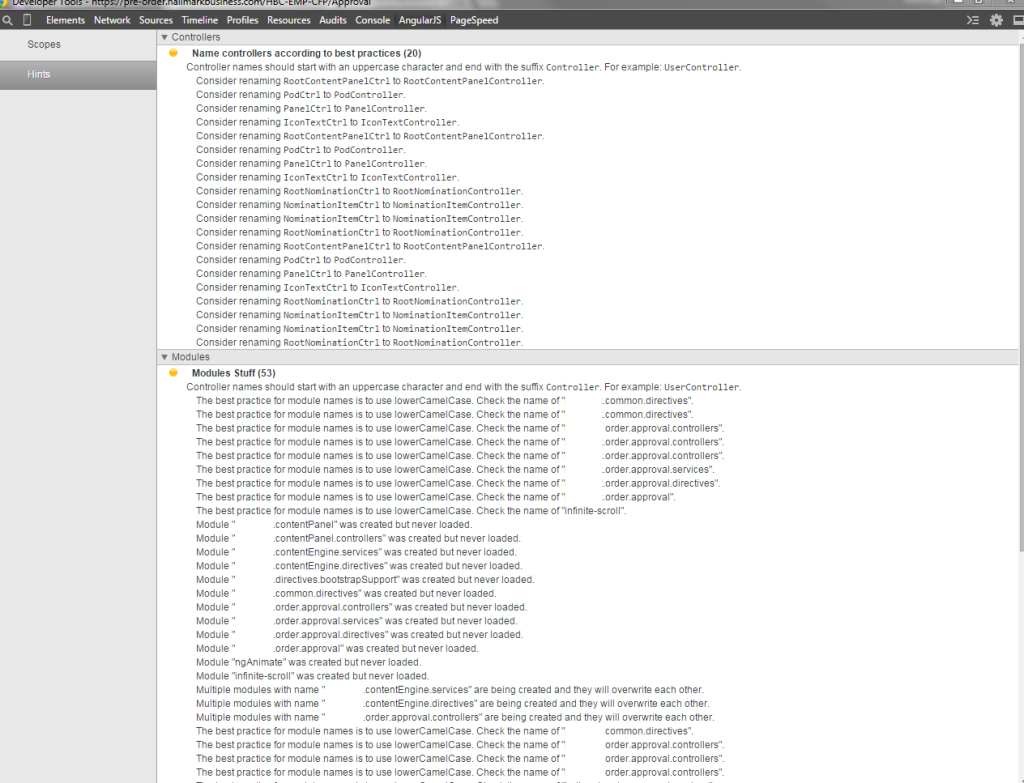 Developer Tools - https://pre-order.hallmarkbusiness.com/HBC-EMP-CFP/Approval
Elements Network Sources Timeline Profiles Resources Audits Console AngularJS PageSpeed
Scopes
Hints
▼ Controllers
Name controllers according to best practices (20)
Controller names should start with an uppercase character and end with the suffix Controller. For example: UserController.
Consider renaming RootContentPanelCtrl to RootContentPanelController.
Consider renaming PodCtrl to PodController.
Consider renaming PanelCtrl to PanelController.
Consider renaming IconTextCtrl to IconTextController.
Consider renaming RootContentPanelCtrl to RootContentPanelController.
Consider renaming PodCtrl to PodController.
Consider renaming PanelCtrl to PanelController.
Consider renaming IconTextCtrl to IconTextController.
Consider renaming RootNominationCtrl to RootNominationController.
Consider renaming NominationItemCtrl to NominationItemController.
Consider renaming NominationItemCtrl to NominationItemController.
Consider renaming RootNominationCtrl to RootNominationController.
Consider renaming RootContentPanelCtrl to RootContentPanelController.
Consider renaming PodCtrl to PodController.
Consider renaming PanelCtrl to PanelController.
Consider renaming IconTextCtrl to IconTextController.
Consider renaming RootNominationCtrl to RootNominationController.
Consider renaming NominationItemCtrl to NominationItemController.
Consider renaming NominationItemCtrl to NominationItemController.
Consider renaming RootNominationCtrl to RootNominationController.
▼ Modules
Modules Stuff (53)
Controller names should start with an uppercase character and end with the suffix Controller. For example: UserController.
The best practice for module names is to use lowerCamelCase. Check the name of " .common.directives".
The best practice for module names is to use lowerCamelCase. Check the name of " .common.directives".
The best practice for module names is to use lowerCamelCase. Check the name of " order.approval.controllers".
The best practice for module names is to use lowerCamelCase. Check the name of " .order.approval.controllers".
The best practice for module names is to use lowerCamelCase. Check the name of " .order.approval.controllers".
The best practice for module names is to use lowerCamelCase. Check the name of " .order.approval.services".
The best practice for module names is to use lowerCamelCase. Check the name of " .order.approval.directives".
The best practice for module names is to use lowerCamelCase. Check the name of " .order.approval".
The best practice for module names is to use lowerCamelCase. Check the name of "infinite-scroll".
Module " .contentPanel" was created but never loaded.
Module " .contentPanel.controllers" was created but never loaded.
Module " .contentEngine.services" was created but never loaded.
Module " .contentEngine.directives" was created but never loaded.
Module " .directives.bootstrapSupport" was created but never loaded.
Module " .common.directives" was created but never loaded.
Module " .order.approval.controllers" was created but never loaded.
Module " .order.approval.services" was created but never loaded.
Module " .order.approval.directives" was created but never loaded.
Module " .order.approval" was created but never loaded.
Module "ngAnimate" was created but never loaded.
Module "infinite-scroll" was created but never loaded.
Multiple modules with name " .contentEngine.services" are being created and they will overwrite each other.
Multiple modules with name " .contentEngine.directives" are being created and they will overwrite each other.
Multiple modules with name " .order.approval.controllers" are being created and they will overwrite each other.
The best practice for module names is to use lowerCamelCase. Check the name of " common.directives".
The best practice for module names is to use lowerCamelCase. Check the name of " order.approval.controllers".
The best practice for module names is to use lowerCamelCase. Check the name of " order.approval.controllers".
The best practice for module names is to use lowerCamelCase. Check the name of " order.approval.controllers".